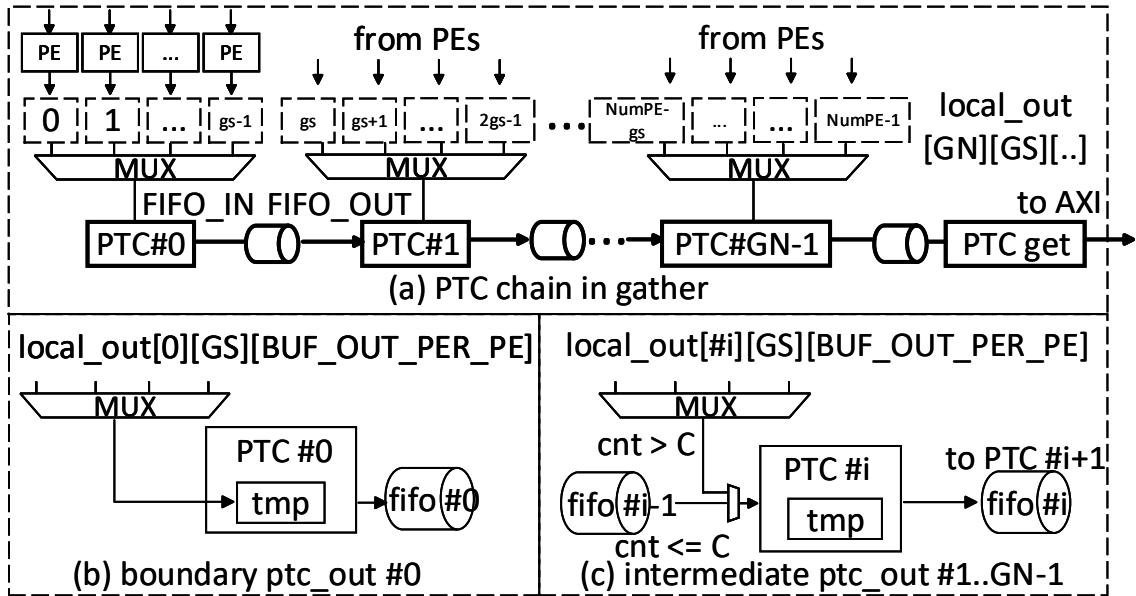 PE PE ... PE
from PEs
from PEs
0 1 ... gs-1 gs gs+1 ... 2gs-1 ... NumPE-gs ... ... NumPE-1
local_out
[GN][GS][..]
MUX MUX MUX
FIFO_IN FIFO_OUT
to AXI
PTC#0 PTC#1 ... PTC#GN-1 PTC get
(a) PTC chain in gather
local_out[0][GS][BUF_OUT_PER_PE]
MUX
PTC #0
tmp
fifo #0
(b) boundary ptc_out #0
local_out[#i][GS][BUF_OUT_PER_PE]
MUX
cnt > C
PTC #i
to PTC #i+1
fifo #i-1
tmp
fifo #i
cnt <= C
(c) intermediate ptc_out #1..GN-1